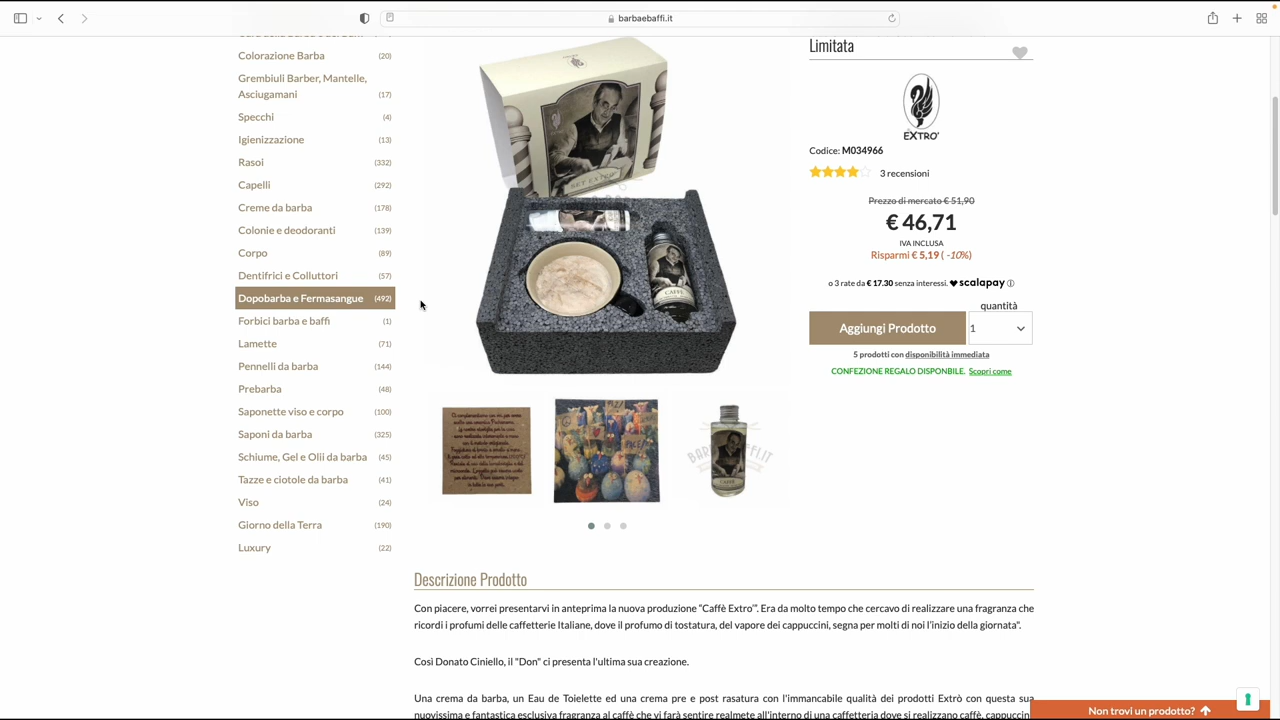 barbaebaffi.it
Colorazione Barba (20)
Grembiuli Barber, Mantelle,
Asciugamani (17)
Specchi (4)
Igienizzazione (13)
Rasoi (332)
Capelli (292)
Creme da barba (178)
Colonie e deodoranti (139)
Corpo (89)
Dentifrici e Colluttori (57)
Dopobarba e Fermasangue (492)
Forbici barba e baffi (1)
Lamette (71)
Pennelli da barba (144)
Prebarba (48)
Saponette viso e corpo (100)
Saponi da barba (325)
Schiume, Gel e Olii da barba (45)
Tazze e ciotole da barba (41)
Viso (24)
Giorno della Terra (190)
Luxury (22)
SET EXTRO'
CAFFÈ
CAFFÈ
Limitata
EXTRO'
Codice: M034966
3 recensioni
Prezzo di mercato € 51,90
€ 46,71
IVA INCLUSA
Risparmi € 5,19 ( -10%)
o 3 rate da € 17.30 senza interessi. scalapay
quantità
Aggiungi Prodotto 1
5 prodotti con disponibilità immediata
CONFEZIONE REGALO DISPONBILE. Scopri come
Descrizione Prodotto
Con piacere, vorrei presentarvi in anteprima la nuova produzione “Caffè Extro’”. Era da molto tempo che cercavo di realizzare una fragranza che
ricordi i profumi delle caffetterie Italiane, dove il profumo di tostatura, del vapore dei cappuccini, segna per molti di noi l’inizio della giornata".
Così Donato Ciniello, il "Don" ci presenta l'ultima sua creazione.
Una crema da barba, un Eau de Toielette ed una crema pre e post rasatura con l'immancabile qualità dei prodotti Extrò con questa sua
nuovissima e fantastica esclusiva fragranza al caffè che vi farà sentire realmete all'interno di una caffetteria dove si realizzano caffè, cappuccini
Non trovi un prodotto?